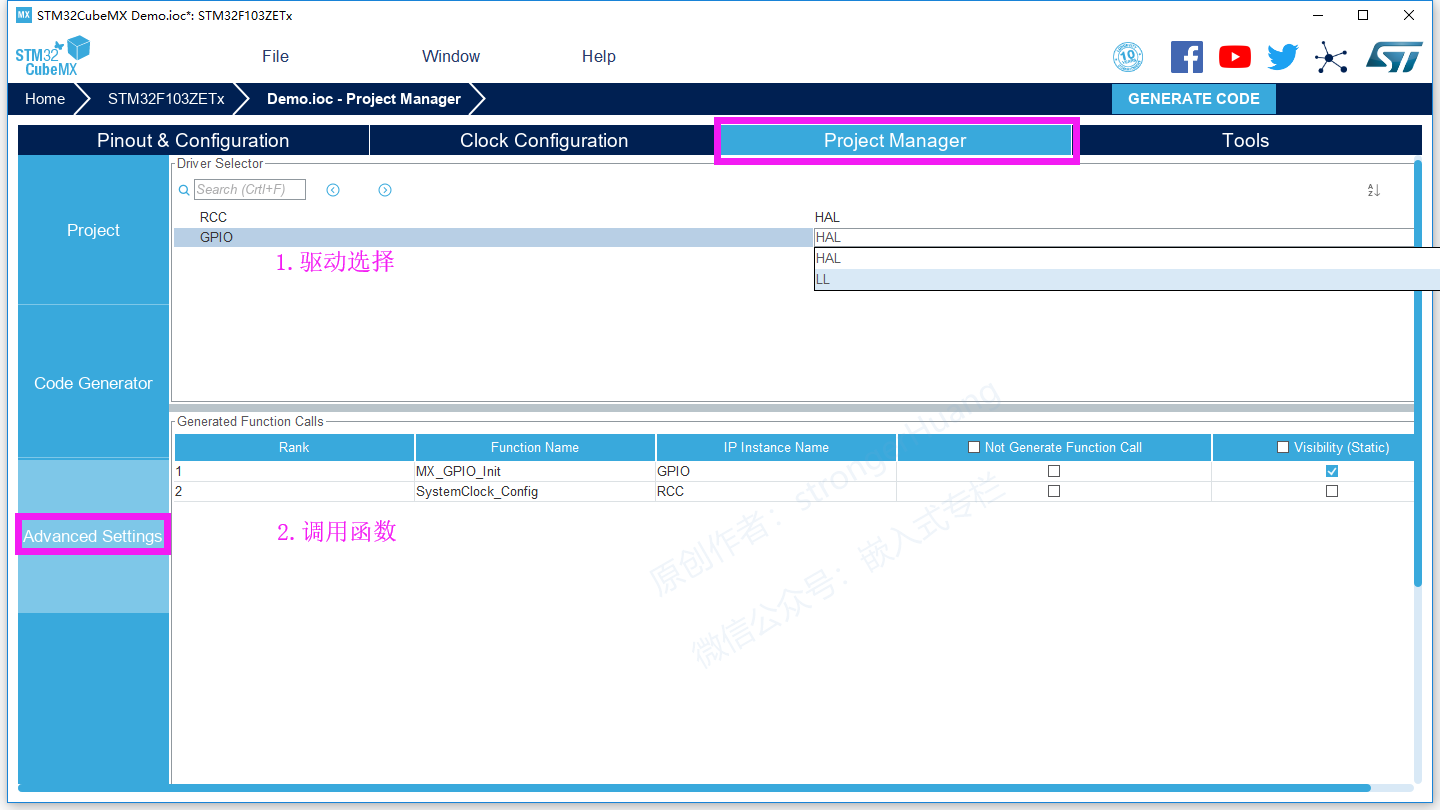 MX STM32CubeMX Demo.ioc*: STM32F103ZETx
STM32
CubeMX
File Window Help
10
ST
Home STM32F103ZETx Demo.ioc - Project Manager GENERATE CODE
Pinout & Configuration Clock Configuration Project Manager Tools
Driver Selector
Search (Crtl+F)
A
Z
Project
RCC HAL
GPIO HAL
1. 驱动选择
HAL
LL
Code Generator
Generated Function Calls
Rank Function Name IP Instance Name Not Generate Function Call Visibility (Static)
1 MX_GPIO_Init GPIO
2 SystemClock_Config RCC
Advanced Settings
2. 调用函数
原创作者：strongerHuang
微信公众号：嵌入式专栏